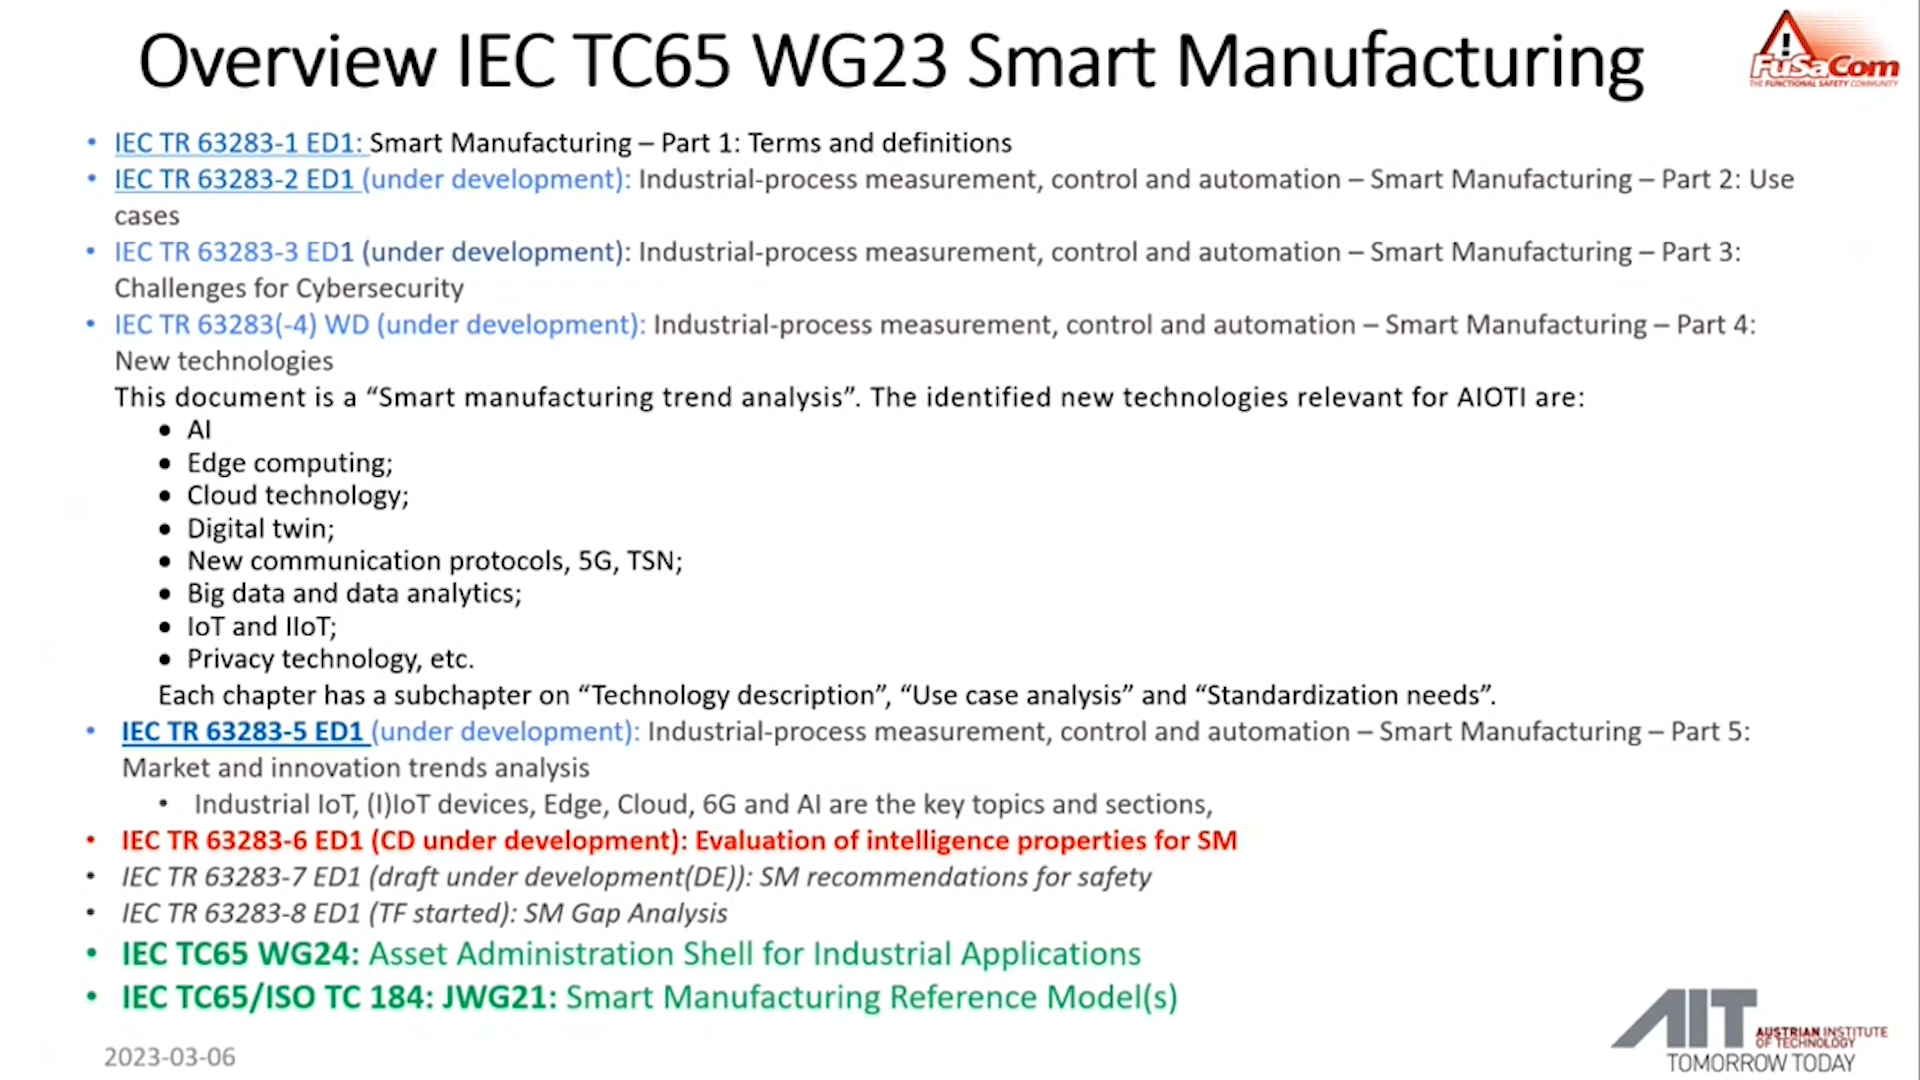 Overview IEC TC65 WG23 Smart Manufacturing
FuSaCom
THE FUNCTIONAL SAFETY COMMUNITY
• IEC TR 63283-1 ED1: Smart Manufacturing – Part 1: Terms and definitions
• IEC TR 63283-2 ED1 (under development): Industrial-process measurement, control and automation – Smart Manufacturing – Part 2: Use
cases
• IEC TR 63283-3 ED1 (under development): Industrial-process measurement, control and automation – Smart Manufacturing – Part 3:
Challenges for Cybersecurity
• IEC TR 63283(-4) WD (under development): Industrial-process measurement, control and automation – Smart Manufacturing – Part 4:
New technologies
This document is a “Smart manufacturing trend analysis”. The identified new technologies relevant for AIOTI are:
• AI
• Edge computing;
• Cloud technology;
• Digital twin;
• New communication protocols, 5G, TSN;
• Big data and data analytics;
• IoT and IIoT;
• Privacy technology, etc.
Each chapter has a subchapter on “Technology description”, “Use case analysis” and “Standardization needs”.
• IEC TR 63283-5 ED1 (under development): Industrial-process measurement, control and automation – Smart Manufacturing – Part 5:
Market and innovation trends analysis
• Industrial IoT, (I)IoT devices, Edge, Cloud, 6G and AI are the key topics and sections,
• IEC TR 63283-6 ED1 (CD under development): Evaluation of intelligence properties for SM
• IEC TR 63283-7 ED1 (draft under development(DE)): SM recommendations for safety
• IEC TR 63283-8 ED1 (TF started): SM Gap Analysis
• IEC TC65 WG24: Asset Administration Shell for Industrial Applications
• IEC TC65/ISO TC 184: JWG21: Smart Manufacturing Reference Model(s)
2023-03-06
AIT
AUSTRIAN INSTITUTE
OF TECHNOLOGY
TOMORROW TODAY